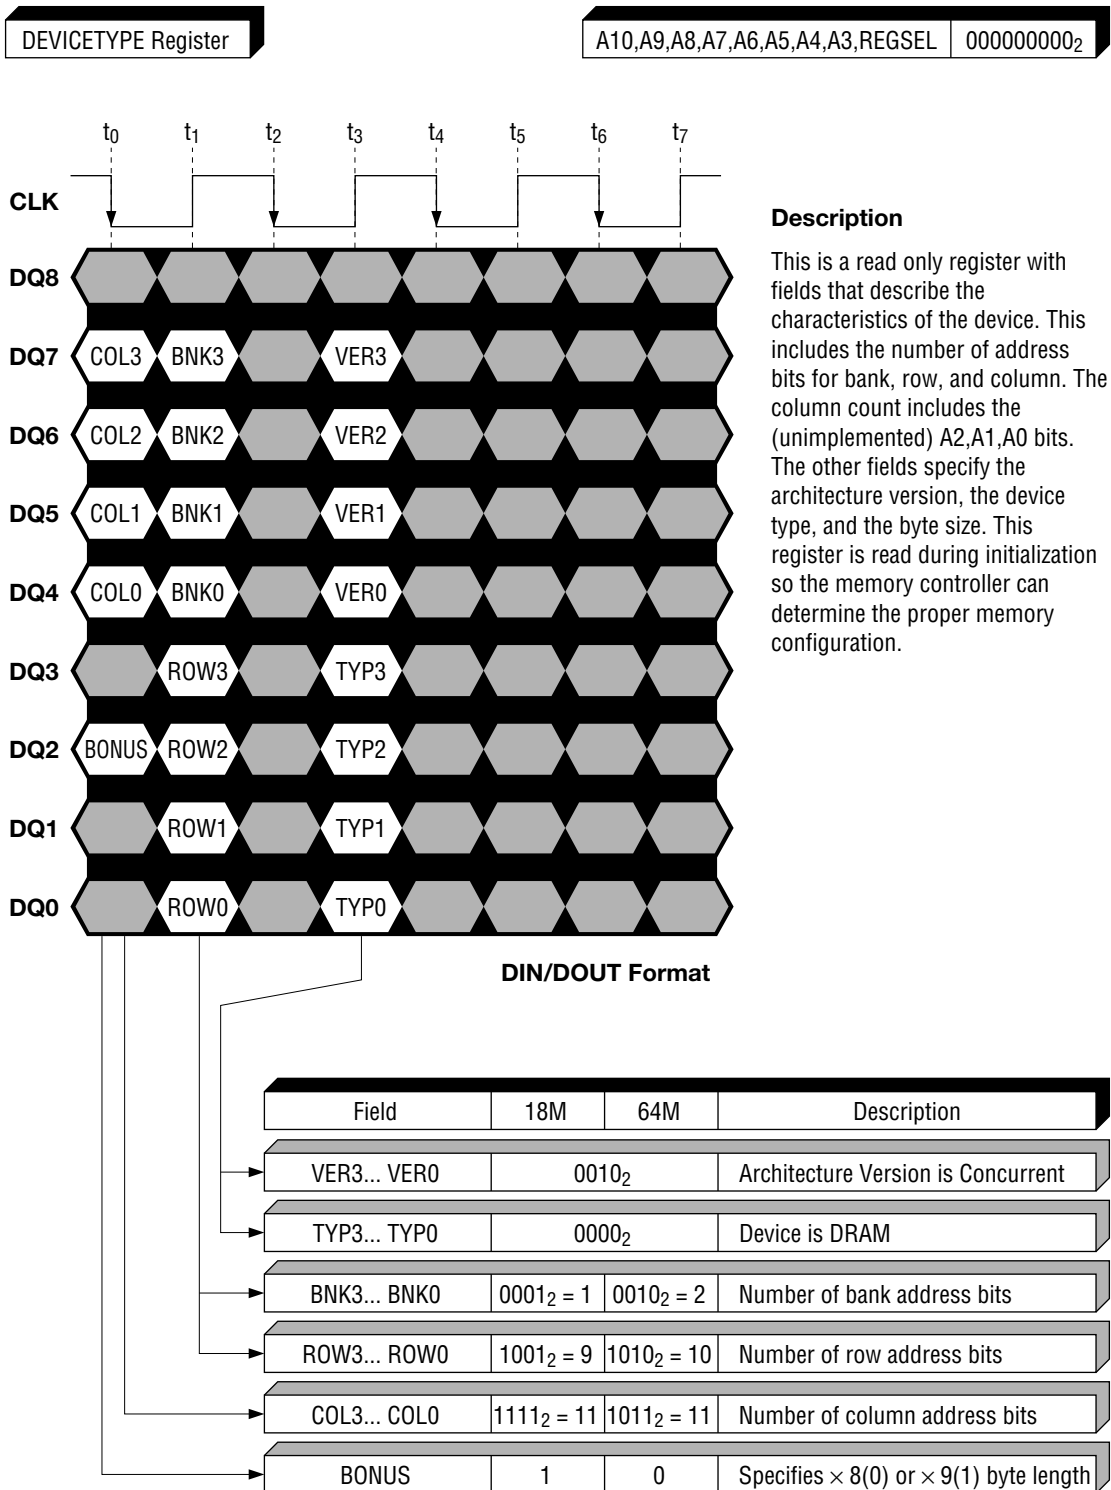 DEVICETYPE Register
A10,A9,A8,A7,A6,A5,A4,A3,REGSEL 000000000₂
t₀ t₁ t₂ t₃ t₄ t₅ t₆ t₇
CLK
DQ8
DQ7 COL3 BNK3 VER3
DQ6 COL2 BNK2 VER2
DQ5 COL1 BNK1 VER1
DQ4 COL0 BNK0 VER0
DQ3 ROW3 TYP3
DQ2 BONUS ROW2 TYP2
DQ1 ROW1 TYP1
DQ0 ROW0 TYP0
DIN/DOUT Format
Description
This is a read only register with
fields that describe the
characteristics of the device. This
includes the number of address
bits for bank, row, and column. The
column count includes the
(unimplemented) A2,A1,A0 bits.
The other fields specify the
architecture version, the device
type, and the byte size. This
register is read during initialization
so the memory controller can
determine the proper memory
configuration.
Field 18M 64M Description
VER3... VER0 0010₂ Architecture Version is Concurrent
TYP3... TYP0 0000₂ Device is DRAM
BNK3... BNK0 0001₂ = 1 0010₂ = 2 Number of bank address bits
ROW3... ROW0 1001₂ = 9 1010₂ = 10 Number of row address bits
COL3... COL0 1111₂ = 11 1011₂ = 11 Number of column address bits
BONUS 1 0 Specifies × 8(0) or × 9(1) byte length